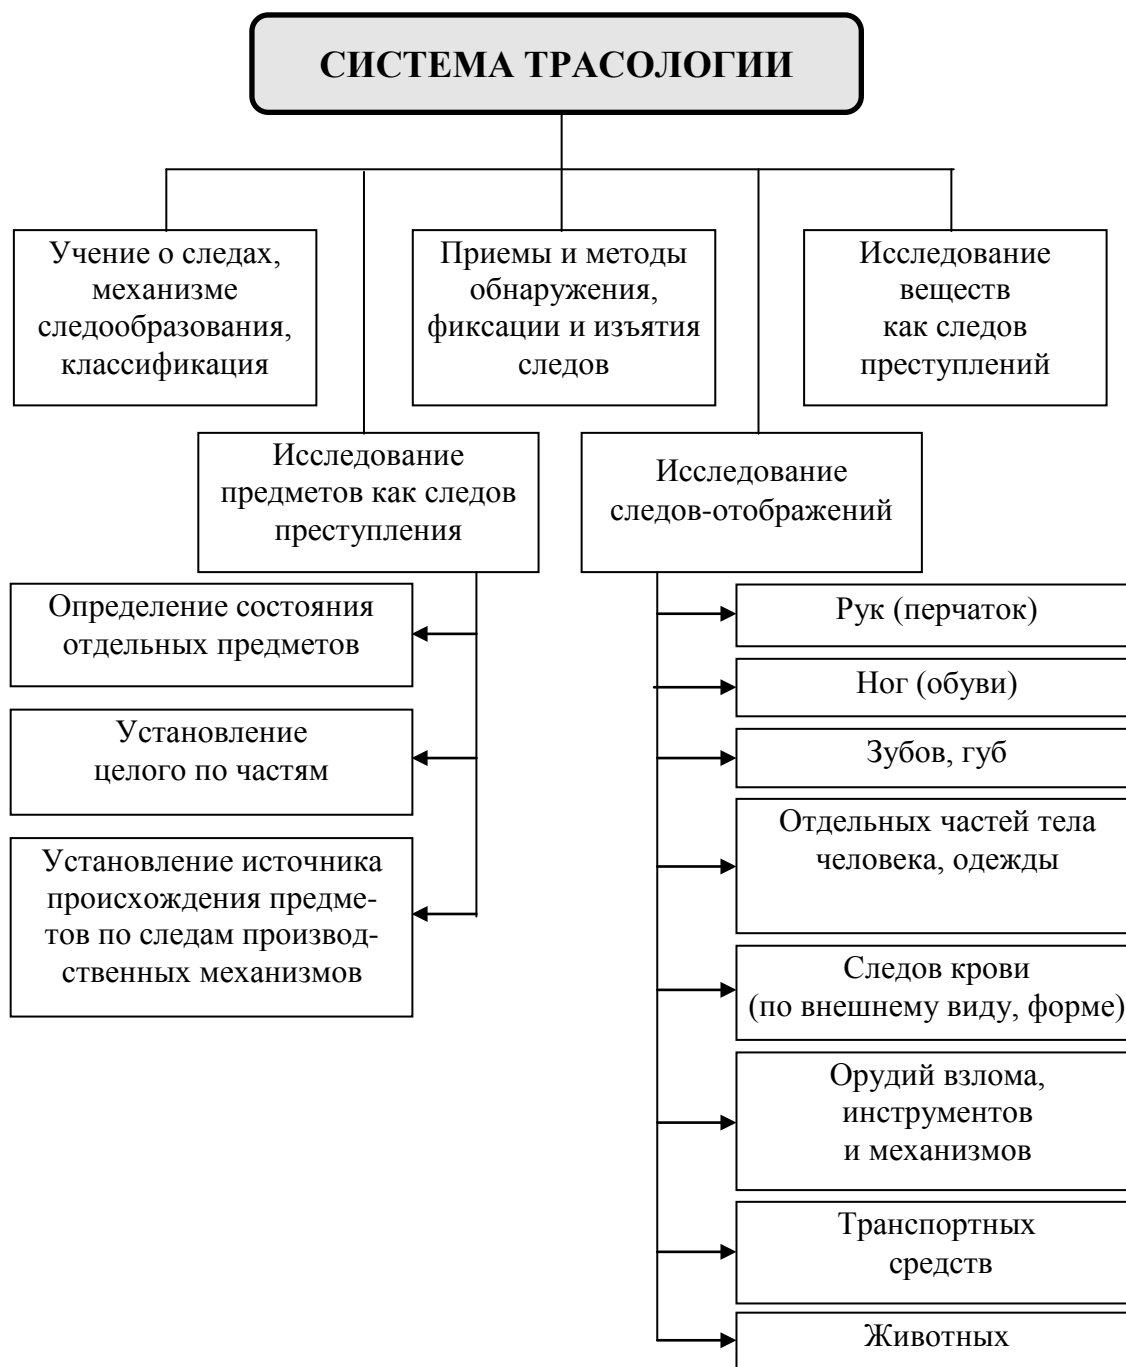 СИСТЕМА ТРАСОЛОГИИ
Учение о следах,
механизме
следообразования,
классификация
Приемы и методы
обнаружения,
фиксации и изъятия
следов
Исследование
веществ
как следов
преступлений
Исследование
предметов как следов
преступления
Исследование
следов-отображений
Определение состояния
отдельных предметов
Установление
целого по частям
Установление источника
происхождения предме-
тов по следам производ-
ственных механизмов
Рук (перчаток)
Ног (обуви)
Зубов, губ
Отдельных частей тела
человека, одежды
Следов крови
(по внешнему виду, форме)
Орудий взлома,
инструментов
и механизмов
Транспортных
средств
Животных